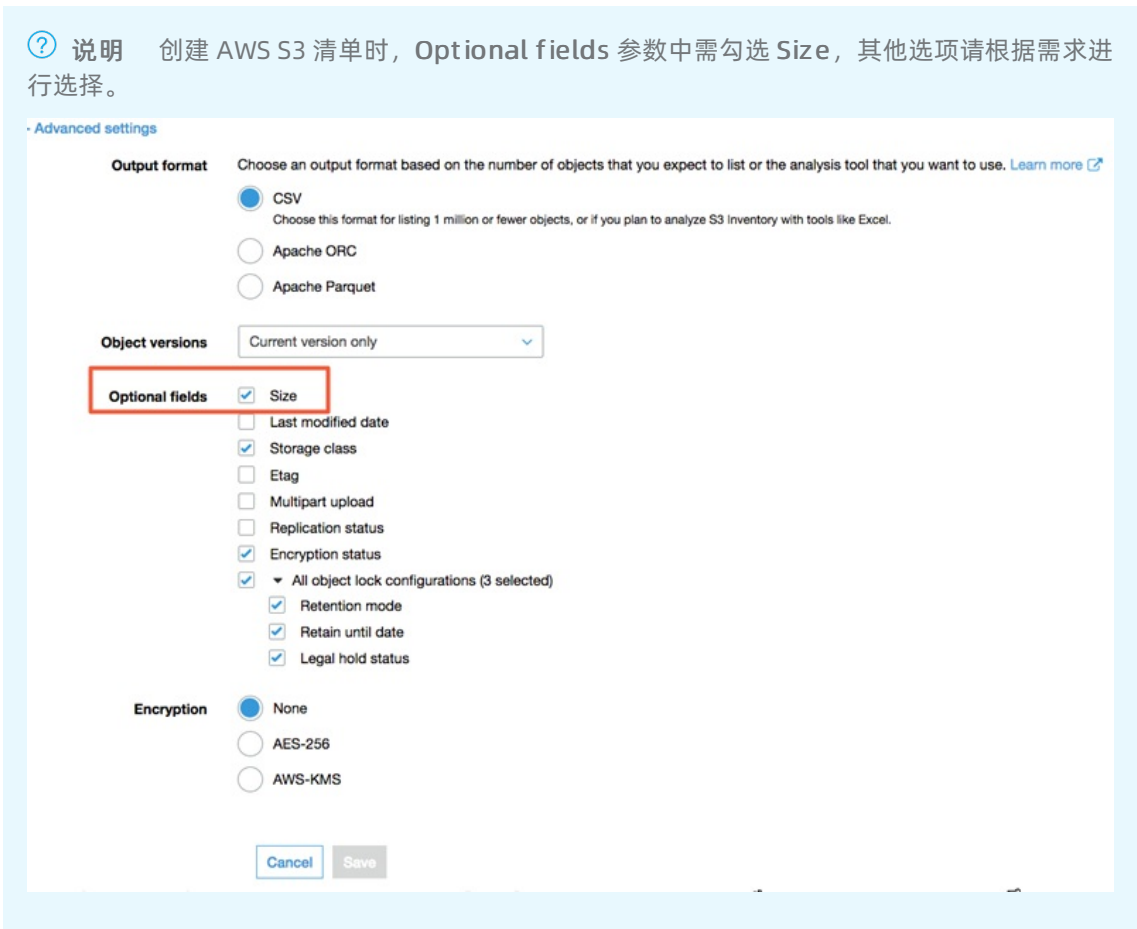 说明 创建 AWS S3 清单时，Optional fields 参数中需勾选 Size，其他选项请根据需求进
行选择。
Advanced settings
Output format Choose an output format based on the number of objects that you expect to list or the analysis tool that you want to use. Learn more
CSV
Choose this format for listing 1 million or fewer objects, or if you plan to analyze S3 Inventory with tools like Excel.
Apache ORC
Apache Parquet
Object versions Current version only
Optional fields Size
Last modified date
Storage class
Etag
Multipart upload
Replication status
Encryption status
All object lock configurations (3 selected)
Retention mode
Retain until date
Legal hold status
Encryption None
AES-256
AWS-KMS
Cancel Save